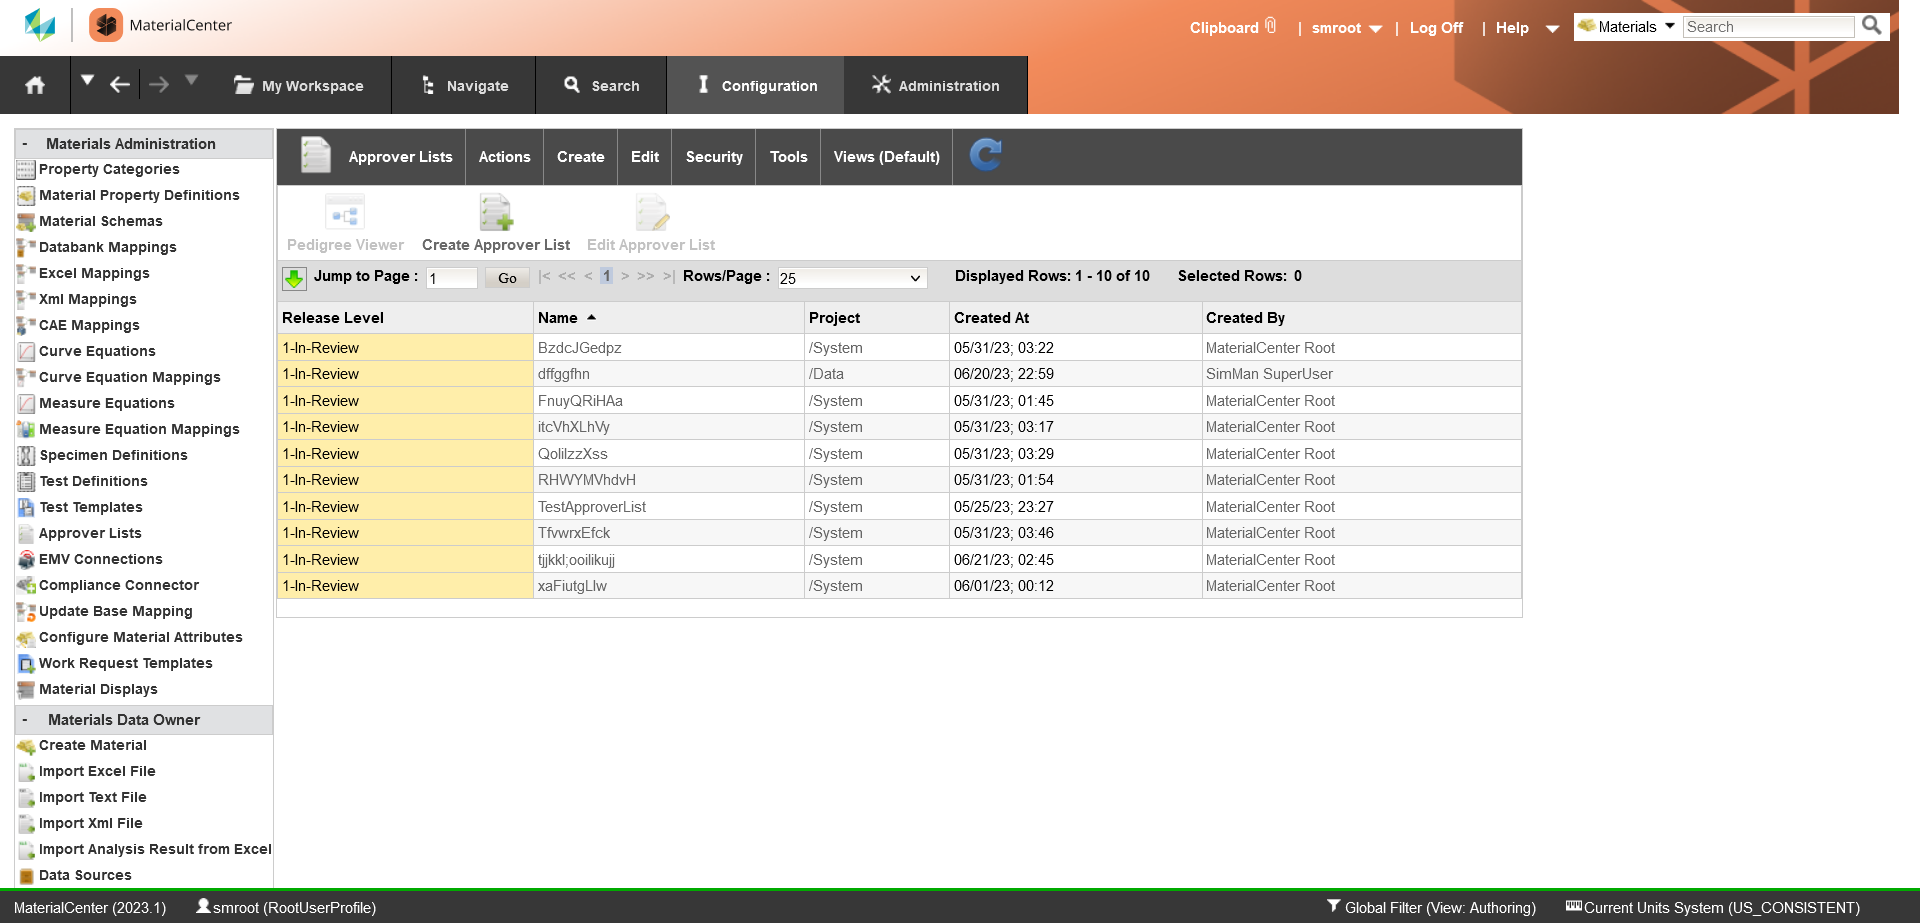 MaterialCenter
Clipboard | smroot | Log Off | Help
Materials Search
My Workspace Navigate Search Configuration Administration
- Materials Administration
Property Categories
Material Property Definitions
Material Schemas
Databank Mappings
Excel Mappings
Xml Mappings
CAE Mappings
Curve Equations
Curve Equation Mappings
Measure Equations
Measure Equation Mappings
Specimen Definitions
Test Definitions
Test Templates
Approver Lists
EMV Connections
Compliance Connector
Update Base Mapping
Configure Material Attributes
Work Request Templates
Material Displays
- Materials Data Owner
Create Material
Import Excel File
Import Text File
Import Xml File
Import Analysis Result from Excel
Data Sources
Approver Lists Actions Create Edit Security Tools Views (Default)
Pedigree Viewer Create Approver List Edit Approver List
Jump to Page : 1 Go |< << < 1 > >> >| Rows/Page : 25 Displayed Rows: 1 - 10 of 10 Selected Rows: 0
Release Level Name Project Created At Created By
1-In-Review BzdcJGedpz /System 05/31/23; 03:22 MaterialCenter Root
1-In-Review dffggfhn /Data 06/20/23; 22:59 SimMan SuperUser
1-In-Review FnuyQRiHAa /System 05/31/23; 01:45 MaterialCenter Root
1-In-Review itcVhXLhVy /System 05/31/23; 03:17 MaterialCenter Root
1-In-Review QolilzzXss /System 05/31/23; 03:29 MaterialCenter Root
1-In-Review RHWYMVhdvH /System 05/31/23; 01:54 MaterialCenter Root
1-In-Review TestApproverList /System 05/25/23; 23:27 MaterialCenter Root
1-In-Review TfvwrxEfck /System 05/31/23; 03:46 MaterialCenter Root
1-In-Review tjjkkl;ooilikujj /System 06/21/23; 02:45 MaterialCenter Root
1-In-Review xaFiutgLlw /System 06/01/23; 00:12 MaterialCenter Root
MaterialCenter (2023.1) smroot (RootUserProfile) Global Filter (View: Authoring) Current Units System (US_CONSISTENT)